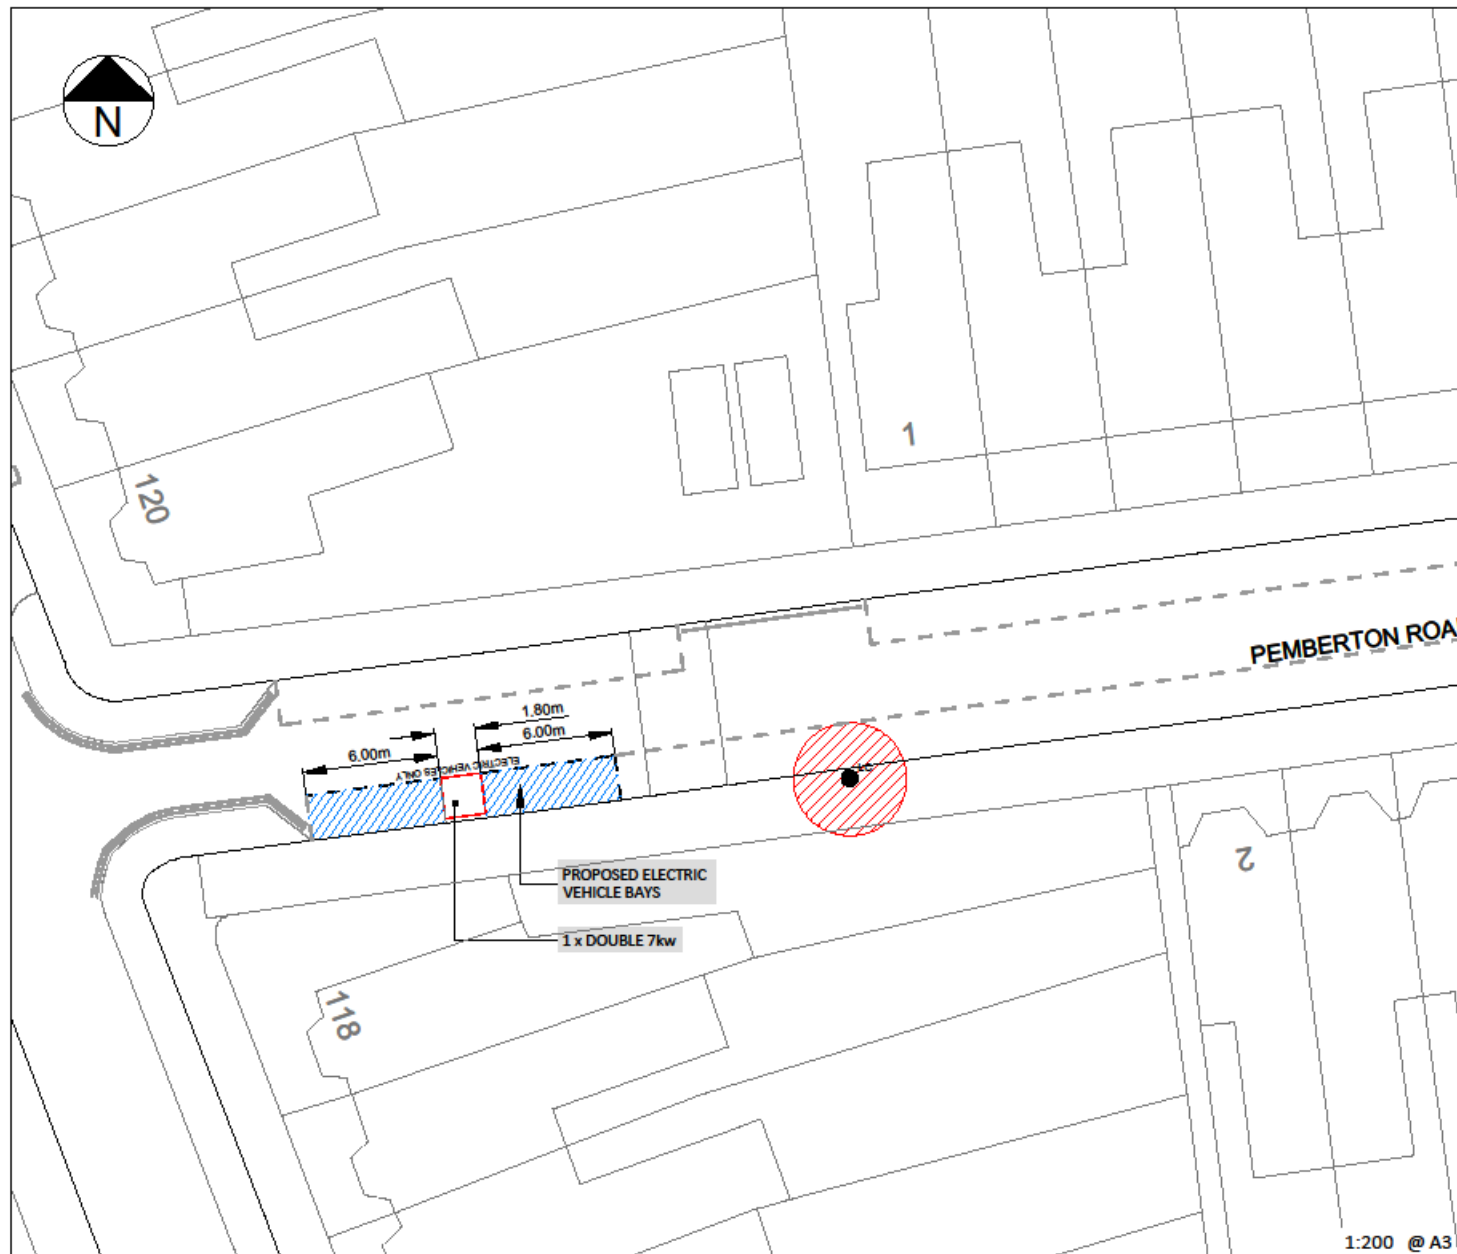 N
120
1
PEMBERTON ROA
1.80m
6.00m
6.00m
ELECTRIC VEHICLES ONLY
PROPOSED ELECTRIC
VEHICLE BAYS
2
1 x DOUBLE 7kw
118
1:200 @ A3